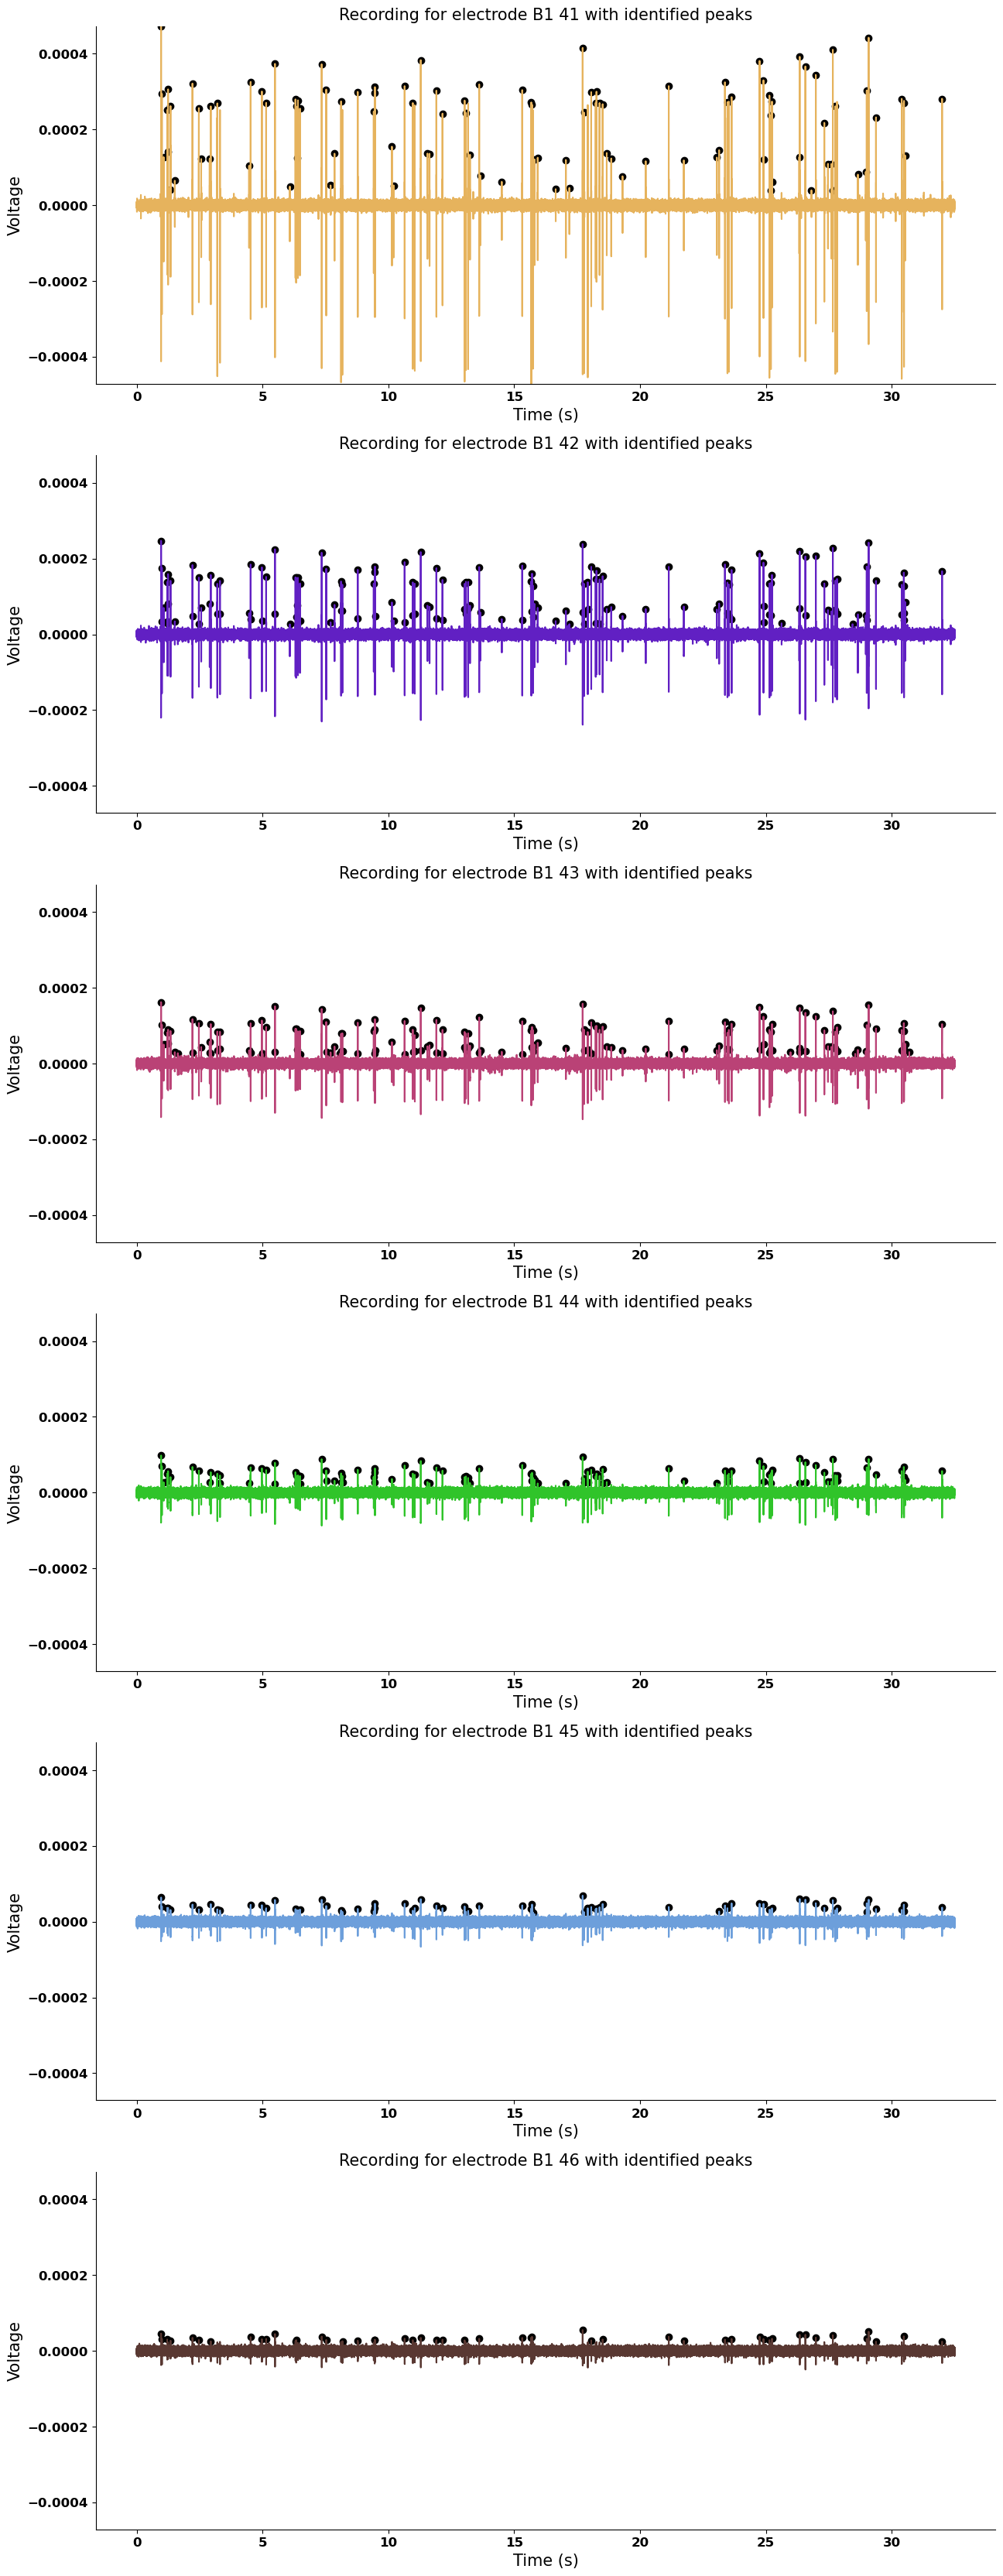 Recording for electrode B1 41 with identified peaks
0.0004
0.0002
0.0000
−0.0002
−0.0004
Voltage
0 5 10 15 20 25 30
Time (s)
Recording for electrode B1 42 with identified peaks
0.0004
0.0002
0.0000
−0.0002
−0.0004
Voltage
0 5 10 15 20 25 30
Time (s)
Recording for electrode B1 43 with identified peaks
0.0004
0.0002
0.0000
−0.0002
−0.0004
Voltage
0 5 10 15 20 25 30
Time (s)
Recording for electrode B1 44 with identified peaks
0.0004
0.0002
0.0000
−0.0002
−0.0004
Voltage
0 5 10 15 20 25 30
Time (s)
Recording for electrode B1 45 with identified peaks
0.0004
0.0002
0.0000
−0.0002
−0.0004
Voltage
0 5 10 15 20 25 30
Time (s)
Recording for electrode B1 46 with identified peaks
0.0004
0.0002
0.0000
−0.0002
−0.0004
Voltage
0 5 10 15 20 25 30
Time (s)